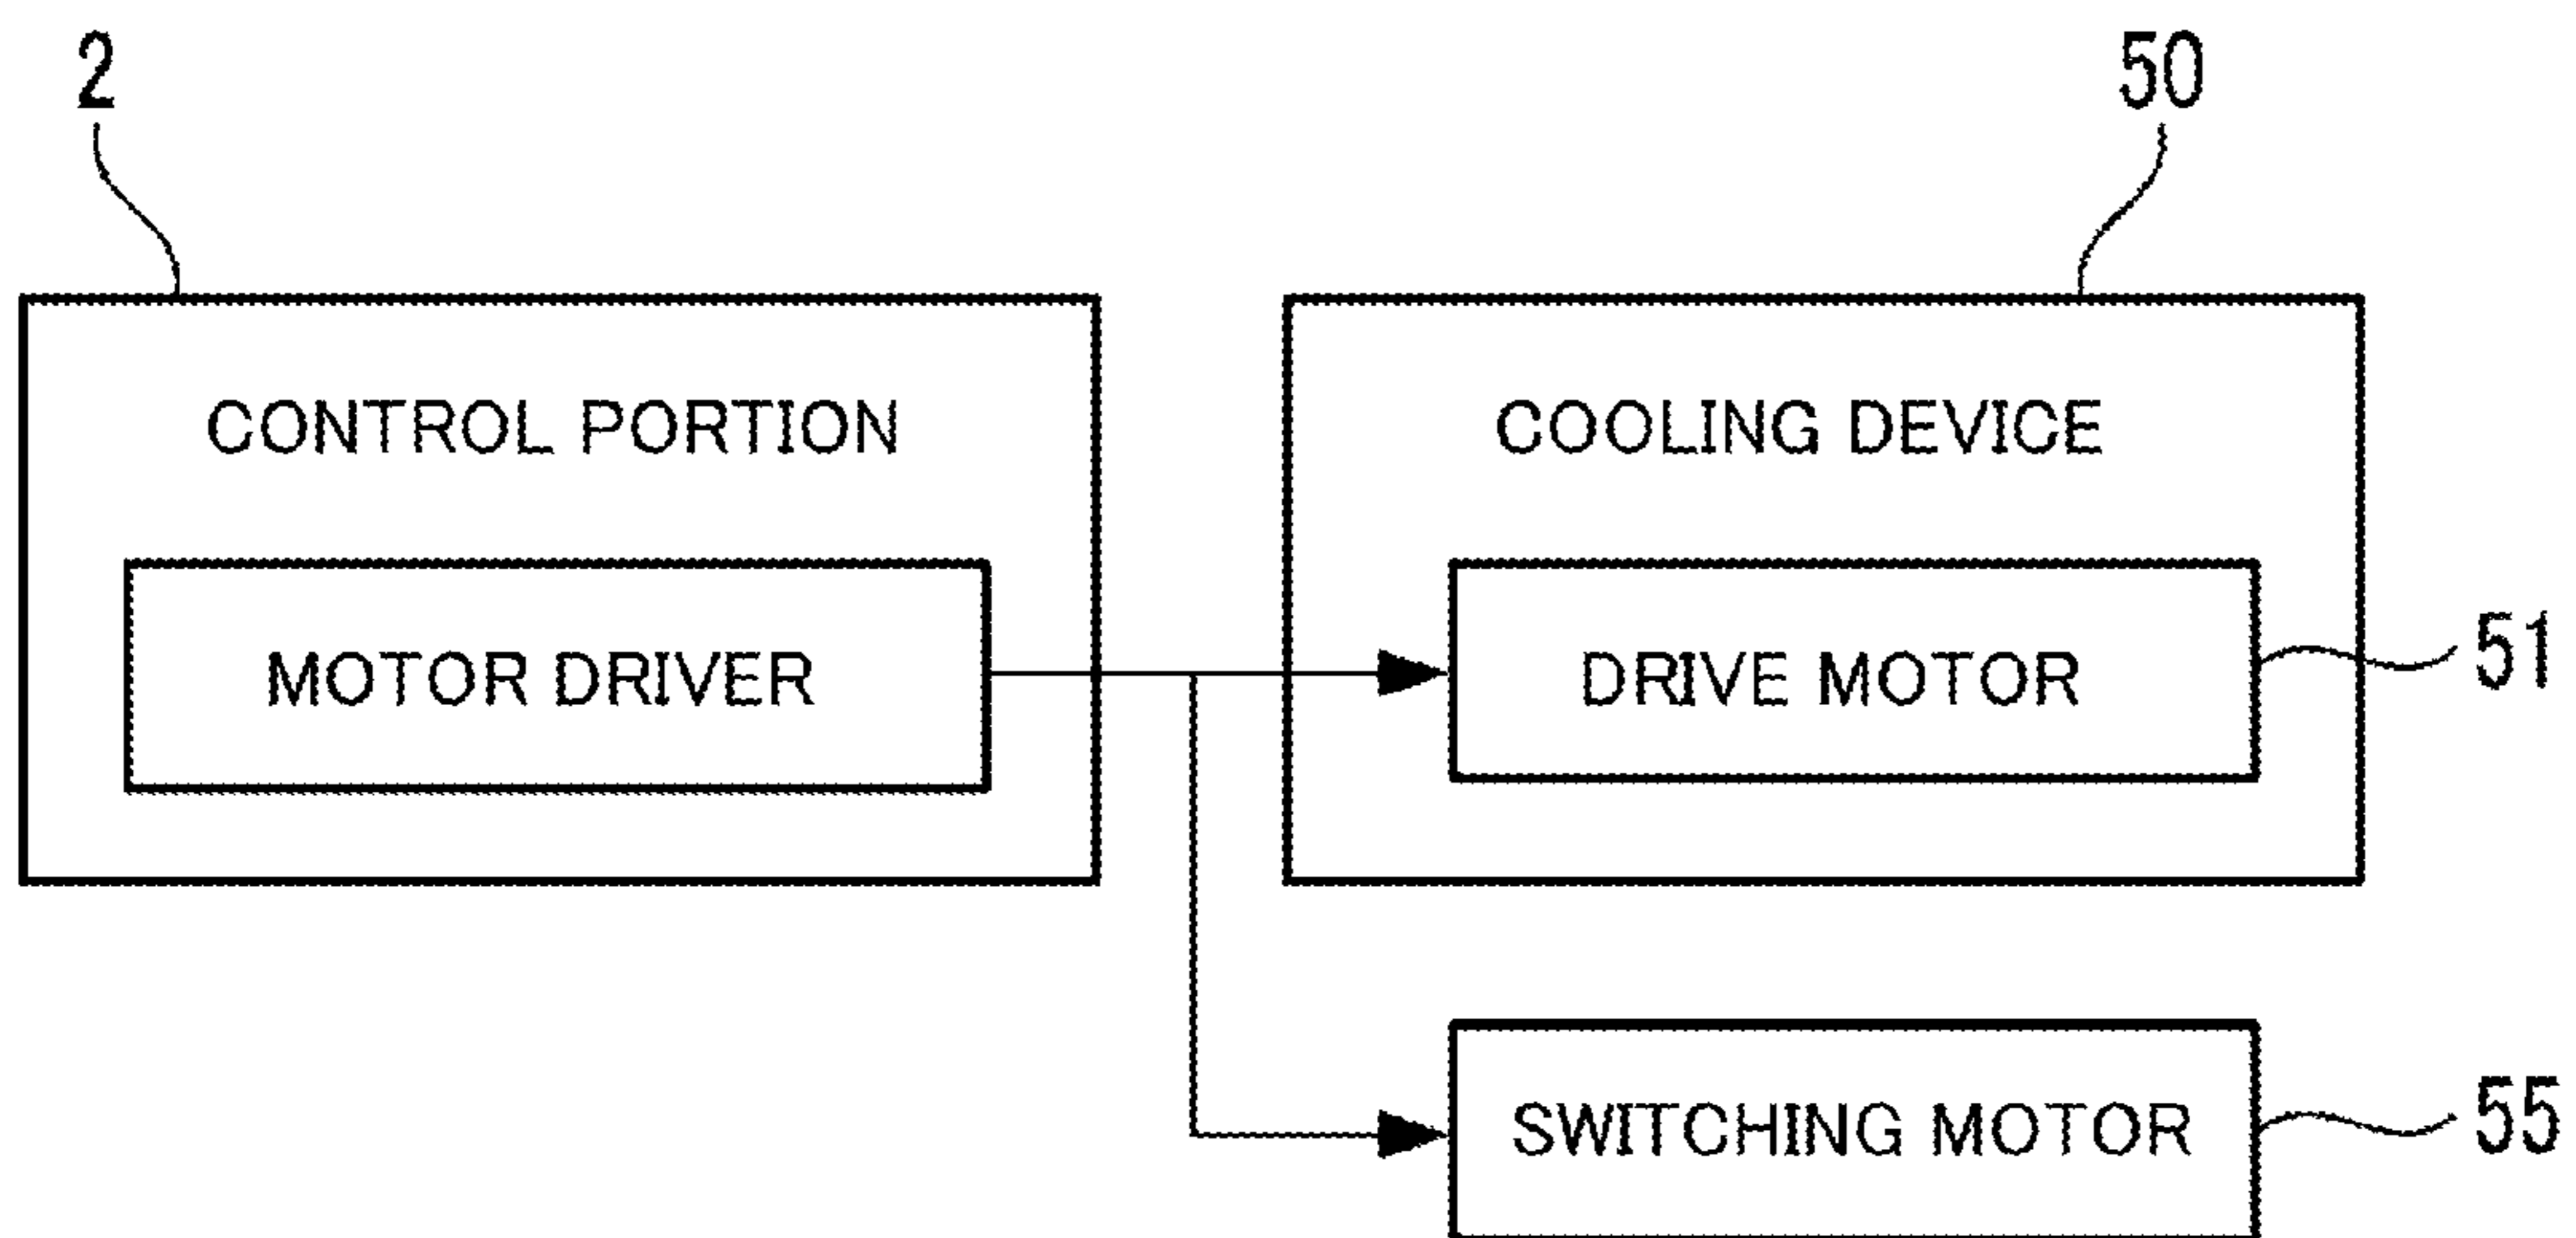 2
50
CONTROL PORTION
COOLING DEVICE
MOTOR DRIVER
DRIVE MOTOR
51
SWITCHING MOTOR
55